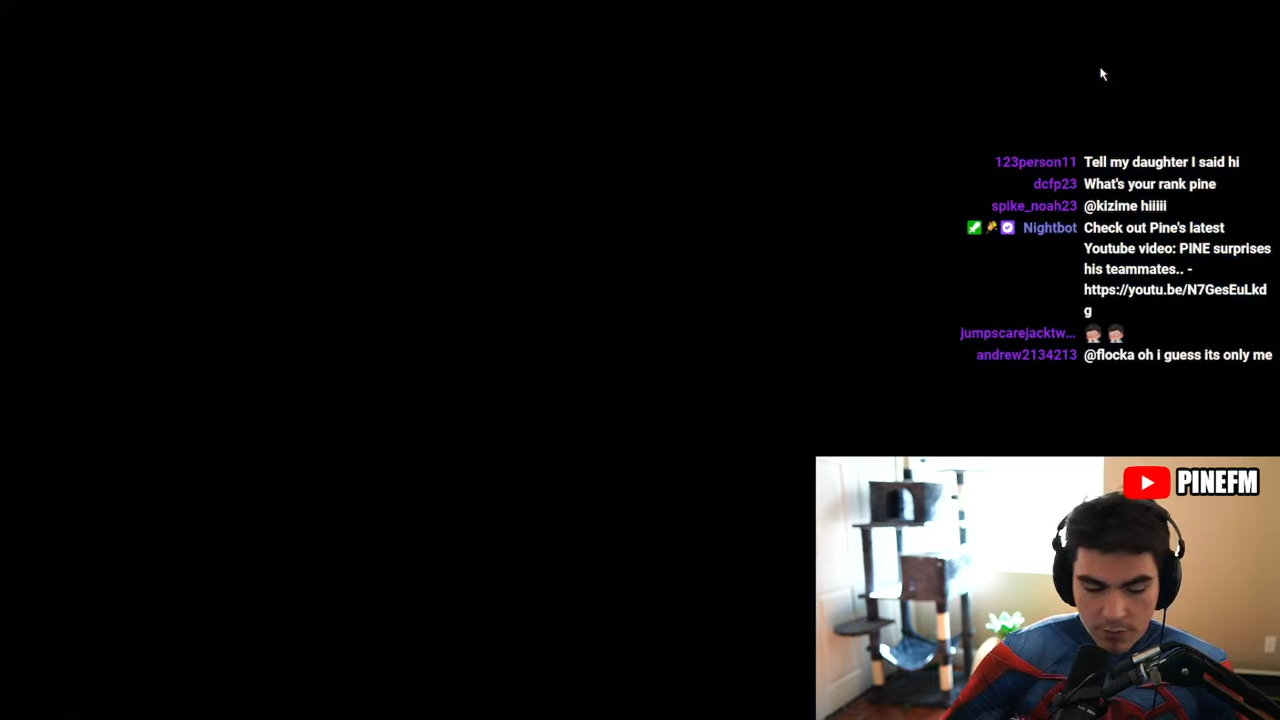 123person11 Tell my daughter I said hi
dcfp23 What's your rank pine
spike_noah23 @kizime hiiiii
Nightbot Check out Pine's latest
Youtube video: PINE surprises
his teammates.. -
https://youtu.be/N7GesEuLkd
g
jumpscarejacktw...
andrew2134213 @flocka oh i guess its only me
PINEFM